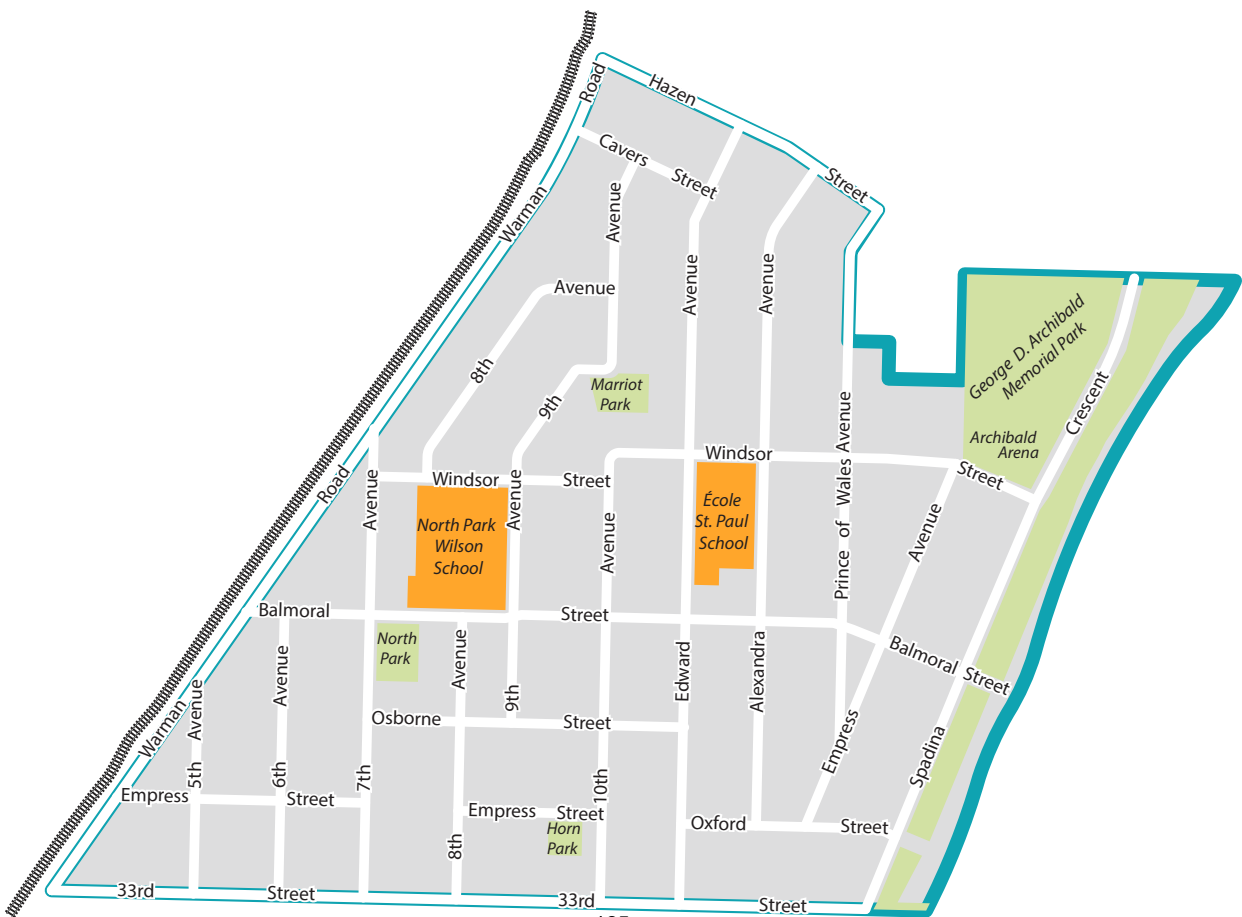 Road
Hazen
Street
Cavers
Street
Warman
Avenue
Avenue
Avenue
Avenue
8th
9th
Marriot
Park
George D. Archibald
Memorial Park
Archibald
Arena
Crescent
Prince of Wales Avenue
Windsor
Street
Road
Avenue
Windsor
Avenue
Street
École
St. Paul
School
North Park
Wilson
School
Avenue
Avenue
Balmoral
Street
Balmoral
Street
North
Park
Avenue
Avenue
Avenue
Edward
Alexandra
9th
Warman
Osborne
Street
Empress
Spadina
5th
6th
7th
10th
Empress
Street
Empress
Street
8th
Horn
Park
Oxford
Street
33rd
Street
33rd
Street